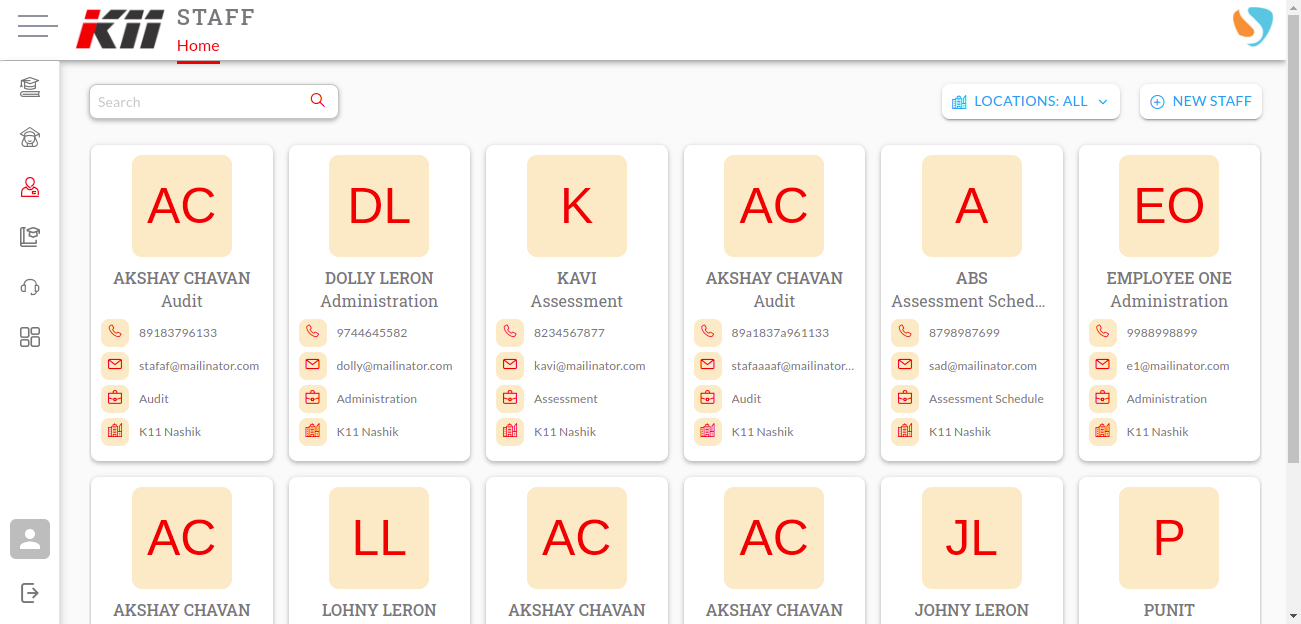 K11
STAFF
Home
Search
LOCATIONS: ALL
NEW STAFF
AC
AKSHAY CHAVAN
Audit
89183796133
stafaf@mailinator.com
Audit
K11 Nashik
DL
DOLLY LERON
Administration
9744645582
dolly@mailinator.com
Administration
K11 Nashik
K
KAVI
Assessment
8234567877
kavi@mailinator.com
Assessment
K11 Nashik
AC
AKSHAY CHAVAN
Audit
89a1837a961133
stafaaaaf@mailinator...
Audit
K11 Nashik
A
ABS
Assessment Sched...
8798987699
sad@mailinator.com
Assessment Schedule
K11 Nashik
EO
EMPLOYEE ONE
Administration
9988998899
e1@mailinator.com
Administration
K11 Nashik
AC
AKSHAY CHAVAN
LL
LOHNY LERON
AC
AKSHAY CHAVAN
AC
AKSHAY CHAVAN
JL
JOHNY LERON
P
PUNIT